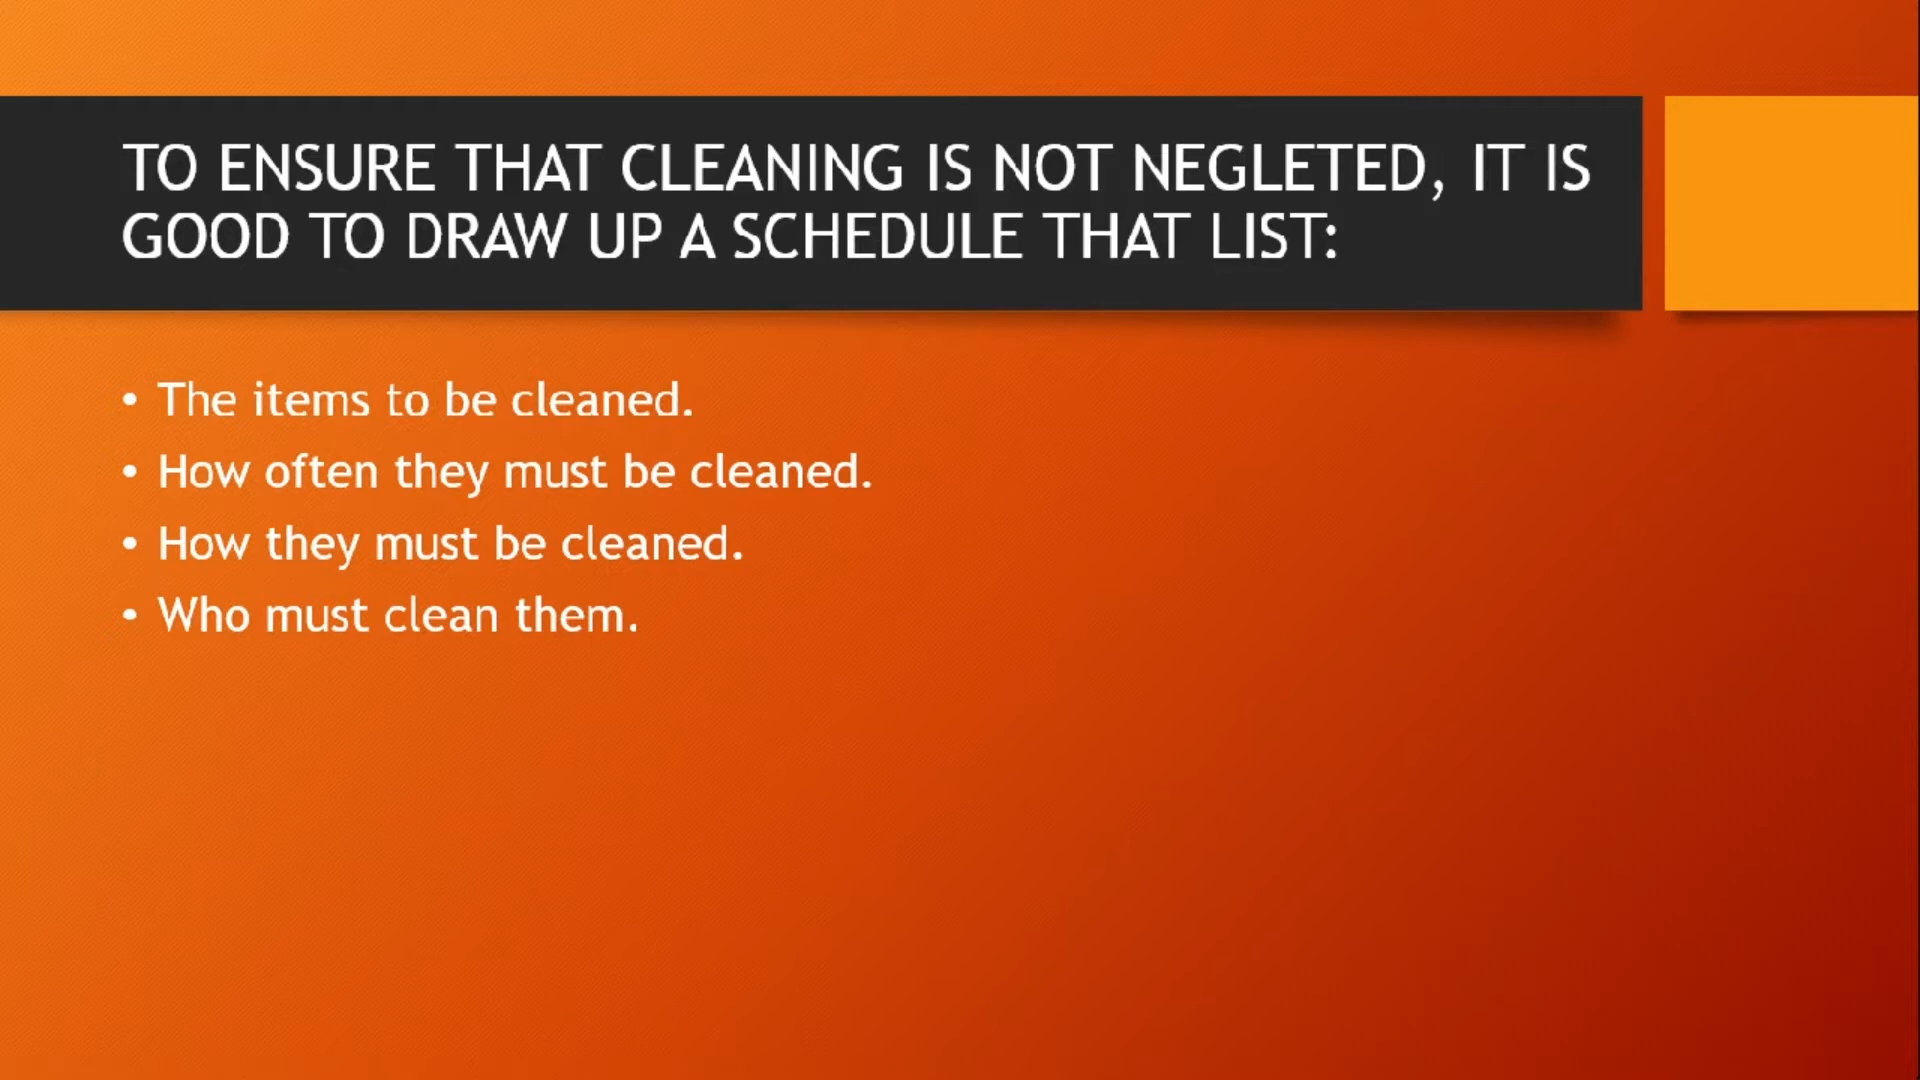 TO ENSURE THAT CLEANING IS NOT NEGLETED, IT IS
GOOD TO DRAW UP A SCHEDULE THAT LIST:
• The items to be cleaned.
• How often they must be cleaned.
• How they must be cleaned.
• Who must clean them.